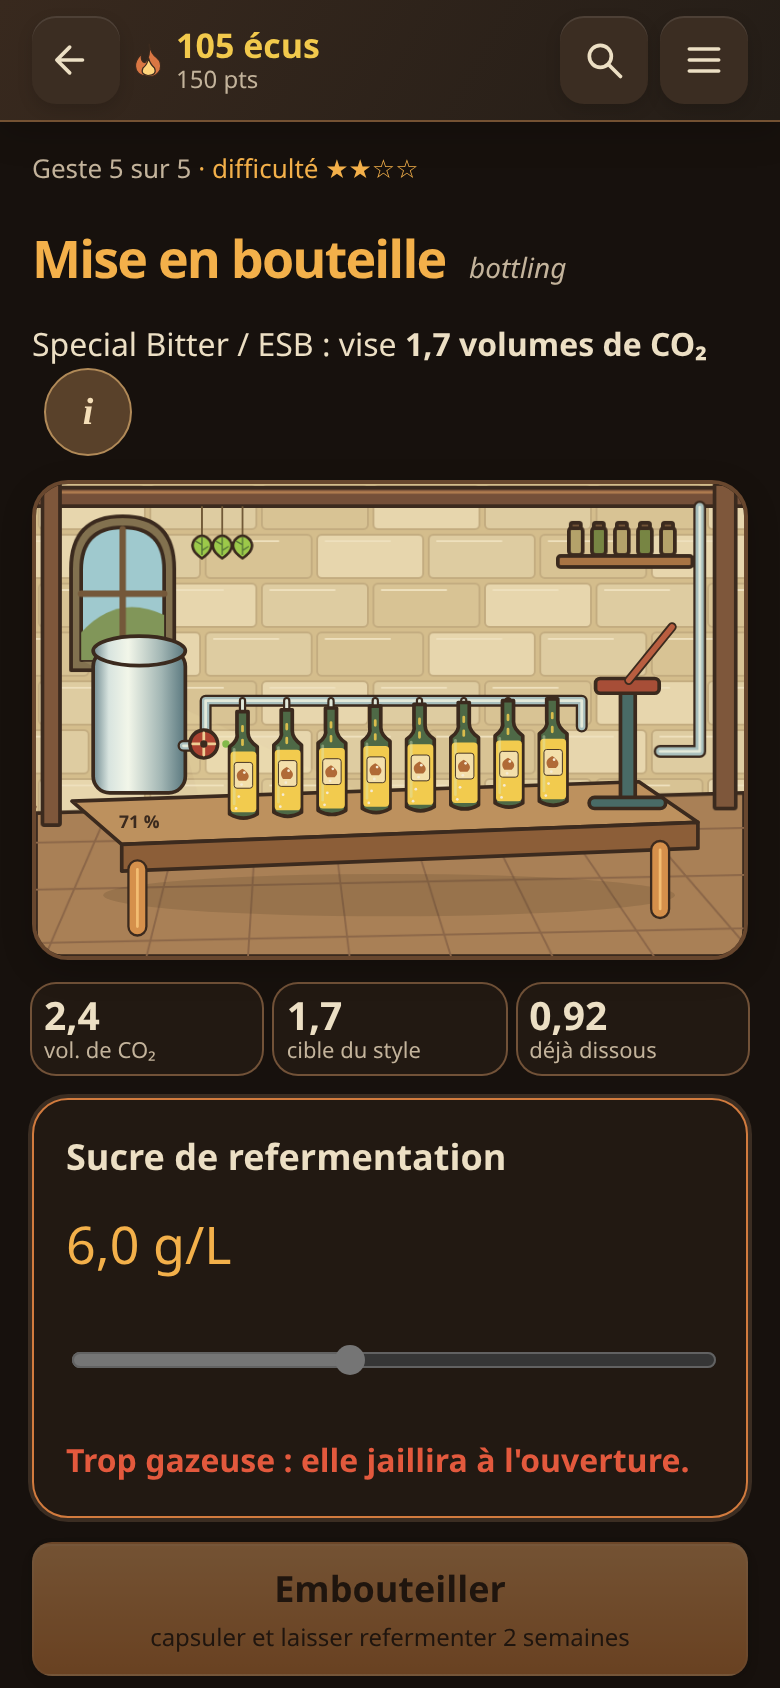 105 écus
150 pts
Geste 5 sur 5 · difficulté ★★☆☆
Mise en bouteille bottling
Special Bitter / ESB : vise 1,7 volumes de CO₂
i
71 %
2,4
vol. de CO₂
1,7
cible du style
0,92
déjà dissous
Sucre de refermentation
6,0 g/L
Trop gazeuse : elle jaillira à l'ouverture.
Embouteiller
capsuler et laisser refermenter 2 semaines